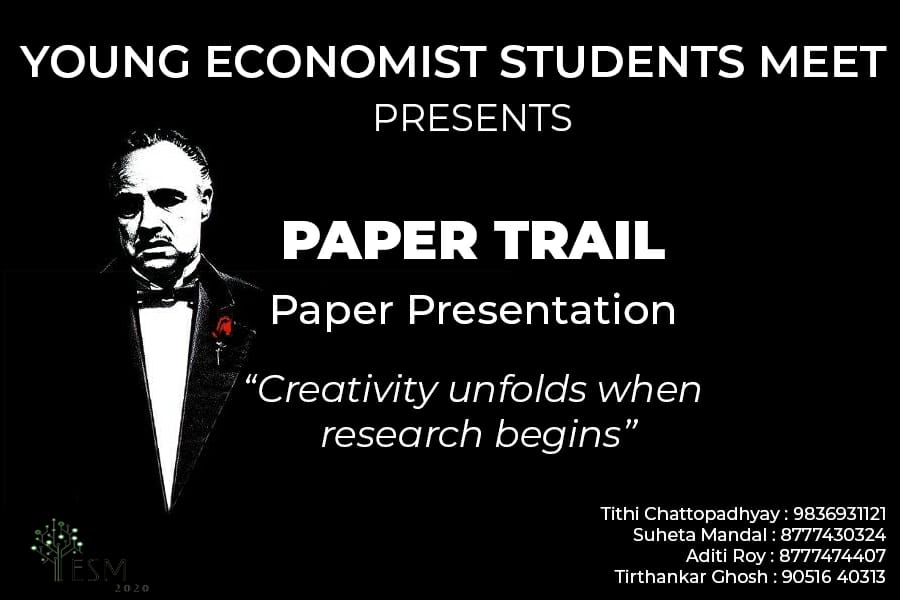 YOUNG ECONOMIST STUDENTS MEET
PRESENTS
PAPER TRAIL
Paper Presentation
“Creativity unfolds when
research begins”
Tithi Chattopadhyay : 9836931121
Suheta Mandal : 8777430324
Aditi Roy : 8777474407
Tirthankar Ghosh : 90516 40313
YESM
2020